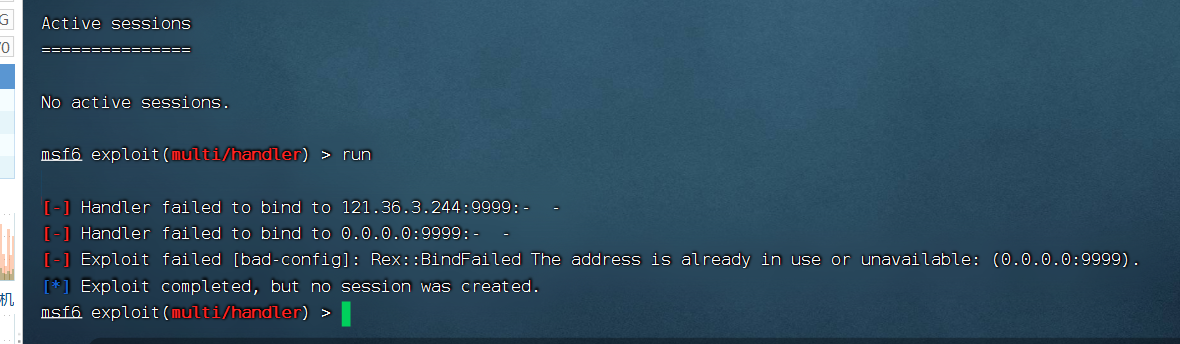 G
70
Active sessions
===============
No active sessions.
msf6 exploit(multi/handler) > run
[-] Handler failed to bind to 121.36.3.244:9999:-  -
[-] Handler failed to bind to 0.0.0.0:9999:-  -
[-] Exploit failed [bad-config]: Rex::BindFailed The address is already in use or unavailable: (0.0.0.0:9999).
[*] Exploit completed, but no session was created.
机
msf6 exploit(multi/handler) >